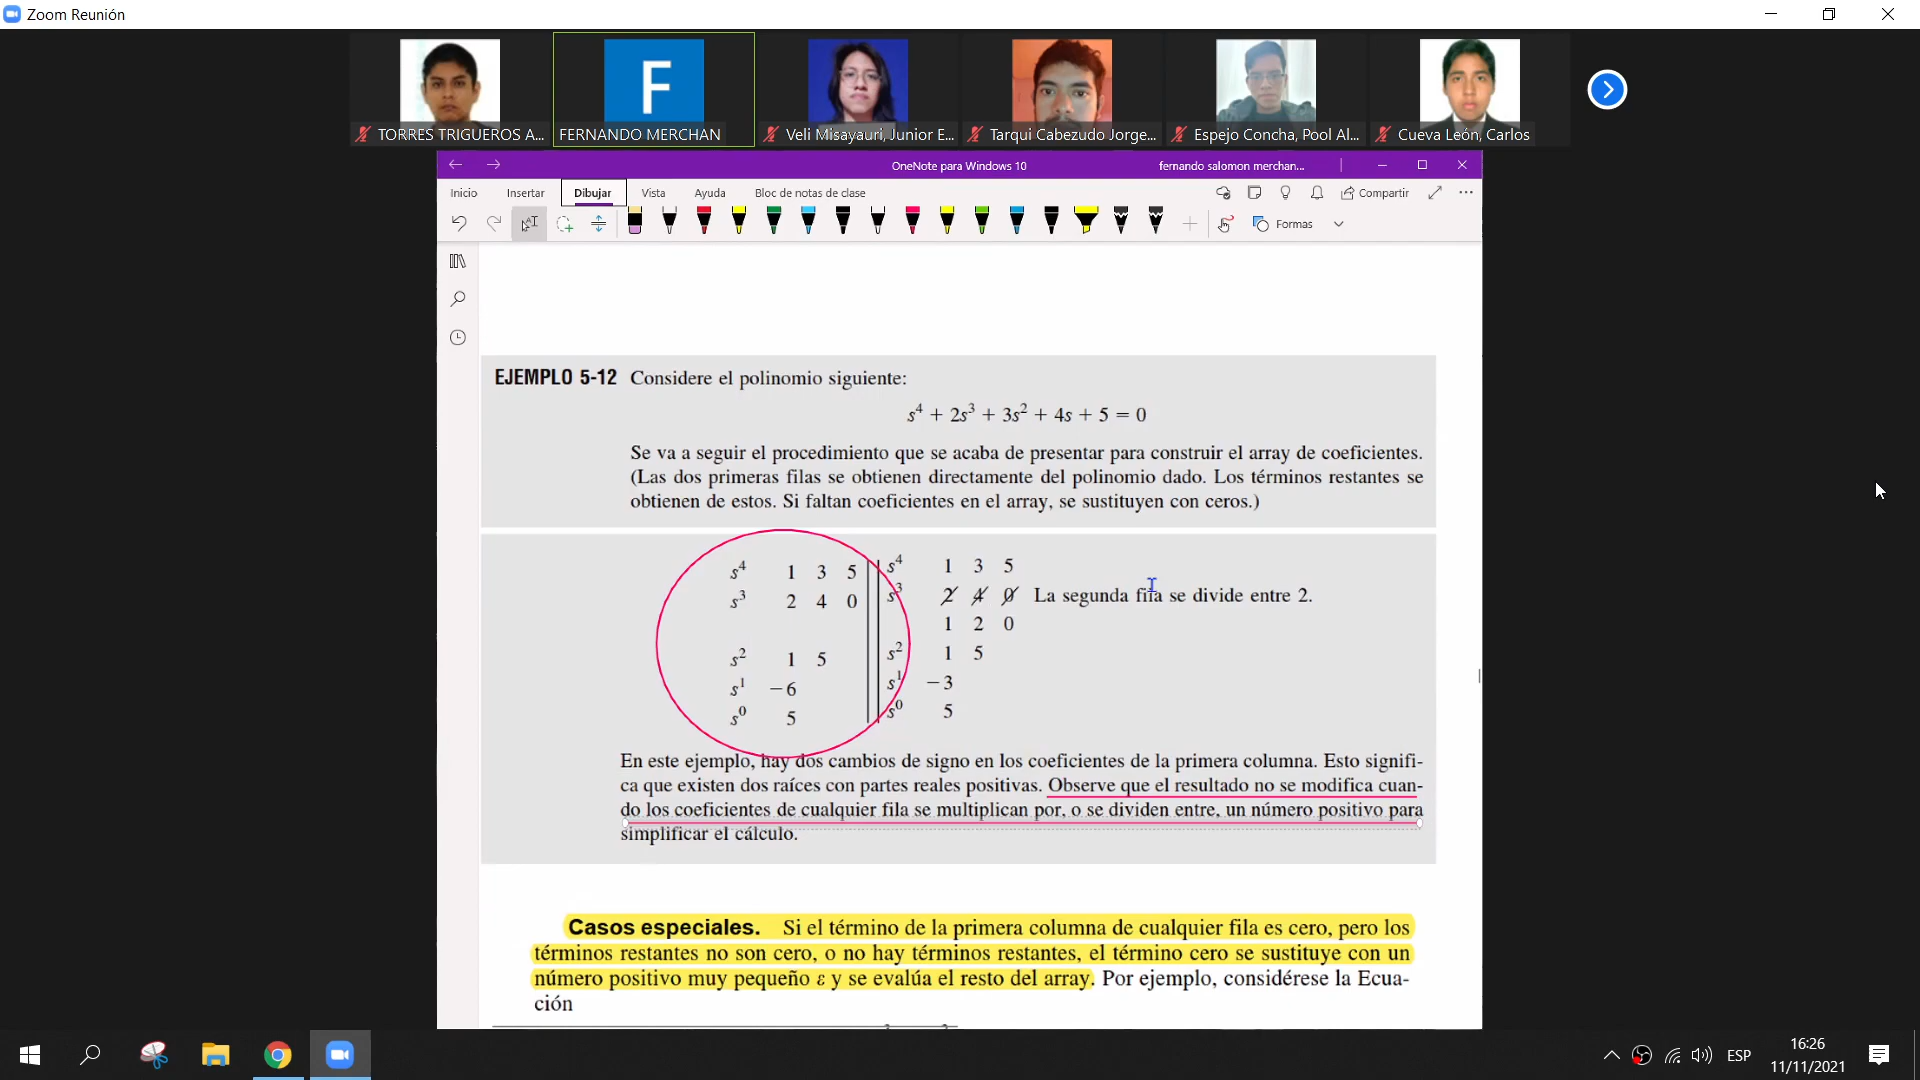 Zoom Reunión
TORRES TRIGUEROS A...
FERNANDO MERCHAN
Veli Misayauri, Junior E...
Tarqui Cabezudo Jorge...
Espejo Concha, Pool Al...
Cueva León, Carlos
F
OneNote para Windows 10
fernando salomon merchan...
Inicio Insertar Dibujar Vista Ayuda Bloc de notas de clase
Compartir
Formas
EJEMPLO 5-12 Considere el polinomio siguiente:
s⁴ + 2s³ + 3s² + 4s + 5 = 0
Se va a seguir el procedimiento que se acaba de presentar para construir el array de coeficientes.
(Las dos primeras filas se obtienen directamente del polinomio dado. Los términos restantes se
obtienen de estos. Si faltan coeficientes en el array, se sustituyen con ceros.)
s⁴ 1 3 5
s³ 2 4 0
s² 1 5
s¹ −6
s⁰ 5
s⁴ 1 3 5
s³ 2 4 0 La segunda fila se divide entre 2.
1 2 0
s² 1 5
s¹ −3
s⁰ 5
En este ejemplo, hay dos cambios de signo en los coeficientes de la primera columna. Esto signifi-
ca que existen dos raíces con partes reales positivas. Observe que el resultado no se modifica cuan-
do los coeficientes de cualquier fila se multiplican por, o se dividen entre, un número positivo para
simplificar el cálculo.
Casos especiales. Si el término de la primera columna de cualquier fila es cero, pero los
términos restantes no son cero, o no hay términos restantes, el término cero se sustituye con un
número positivo muy pequeño ε y se evalúa el resto del array. Por ejemplo, considérese la Ecua-
ción
ESP
16:26
11/11/2021